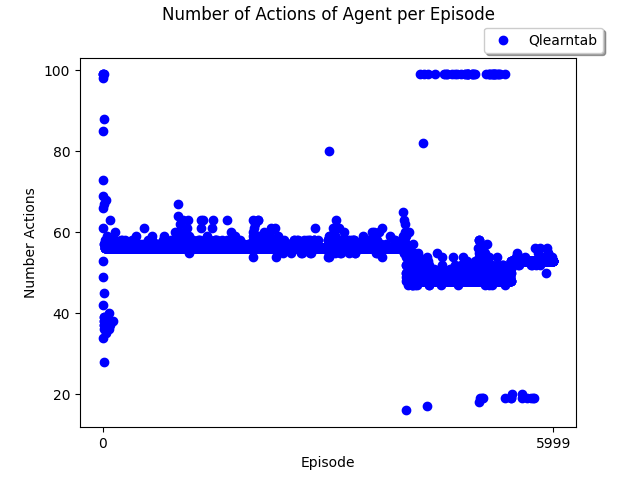 Number of Actions of Agent per Episode
Qlearntab
100
80
60
40
20
Number Actions
0
5999
Episode